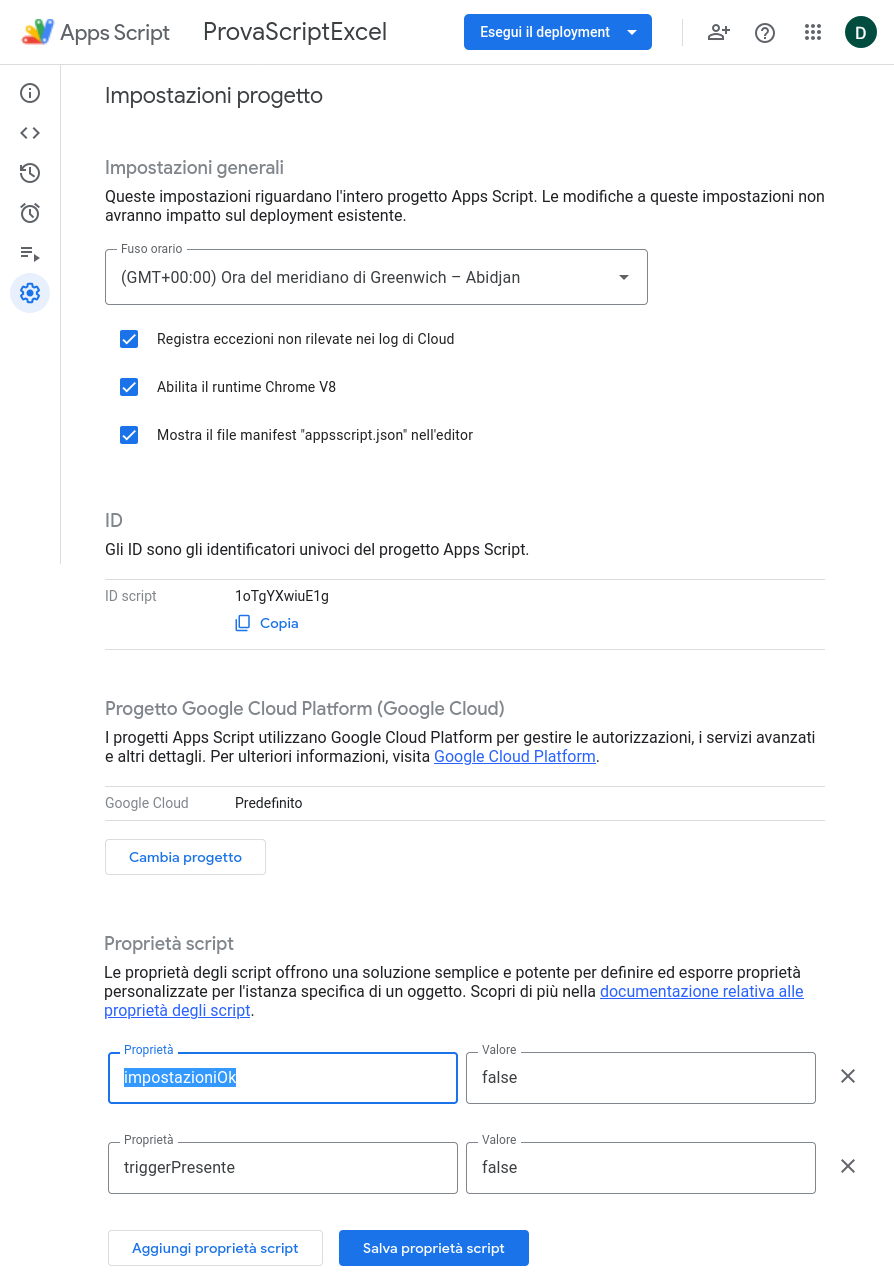 Apps Script
ProvaScriptExcel
Esegui il deployment
D
Impostazioni progetto
Impostazioni generali
Queste impostazioni riguardano l'intero progetto Apps Script. Le modifiche a queste impostazioni non
avranno impatto sul deployment esistente.
Fuso orario
(GMT+00:00) Ora del meridiano di Greenwich – Abidjan
Registra eccezioni non rilevate nei log di Cloud
Abilita il runtime Chrome V8
Mostra il file manifest "appsscript.json" nell'editor
ID
Gli ID sono gli identificatori univoci del progetto Apps Script.
ID script 1oTgYXwiuE1g
Copia
Progetto Google Cloud Platform (Google Cloud)
I progetti Apps Script utilizzano Google Cloud Platform per gestire le autorizzazioni, i servizi avanzati
e altri dettagli. Per ulteriori informazioni, visita Google Cloud Platform.
Google Cloud Predefinito
Cambia progetto
Proprietà script
Le proprietà degli script offrono una soluzione semplice e potente per definire ed esporre proprietà
personalizzate per l'istanza specifica di un oggetto. Scopri di più nella documentazione relativa alle
proprietà degli script.
Proprietà Valore
impostazioniOk false
Proprietà Valore
triggerPresente false
Aggiungi proprietà script Salva proprietà script